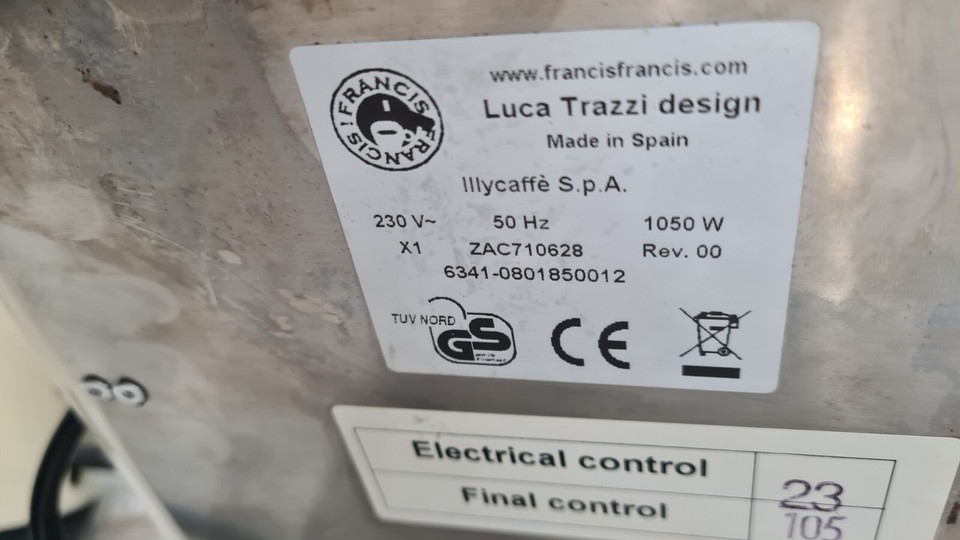 FRANCIS! FRANCIS!
www.francisfrancis.com
Luca Trazzi design
Made in Spain
Illycaffè S.p.A.
230 V~ 50 Hz 1050 W
X1 ZAC710628 Rev. 00
6341-0801850012
TUV NORD
GS
CE
Electrical control 23
Final control 105